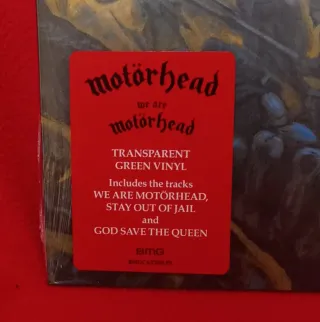 motörhead
we are
motörhead
TRANSPARENT
GREEN VINYL
Includes the tracks
WE ARE MOTÖRHEAD,
STAY OUT OF JAIL
and
GOD SAVE THE QUEEN
BMG